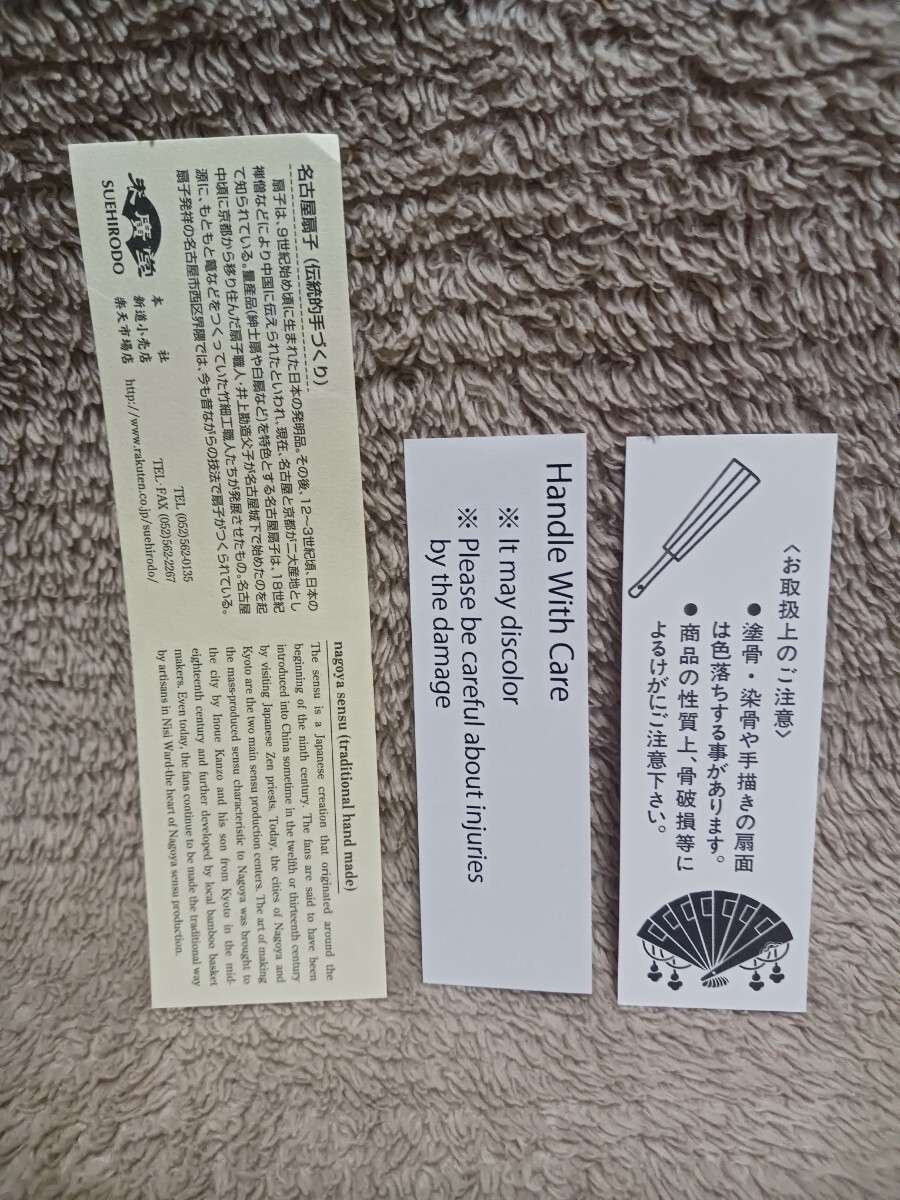 名古屋扇子(伝統的手づくり)
扇子は、9世紀始め頃に生まれた日本の発明品。その後、12～3世紀頃、日本の
禅僧などにより中国に伝えられたといわれ、現在、名古屋と京都が二大産地とし
て知られている。量産品(紳士扇や白扇など)を特色とする名古屋扇子は、18世紀
中頃に京都から移り住んだ扇子職人・井上勘造父子が名古屋城下で始めたのを起
源に、もともと竈などをつくっていた竹細工職人たちが発展させたもの。名古屋
扇子発祥の名古屋市西区界隈では、今も昔ながらの技法で扇子がつくられている。
末廣堂
SUEHIRODO
本社 TEL (052)562-0135
新道小売店 TEL・FAX (052)562-2267
楽天市場店 http://www.rakuten.co.jp/suehirodo/
nagoya sensu (traditional hand made)
The sensu is a Japanese creation that originated around the
beginning of the ninth century. The fans are said to have been
introduced into China sometime in the twelfth or thirteenth century
by visiting Japanese Zen priests. Today, the cities of Nagoya and
Kyoto are the two main sensu production centers. The art of making
the mass-produced sensu characteristic to Nagoya was brought to
the city by Inoue Kanzo and his son from Kyoto in the mid-
eighteenth century and further developed by local bamboo basket
makers. Even today, the fans continue to be made the traditional way
by artisans in Nisi Ward-the heart of Nagoya sensu production.
Handle With Care
※ It may discolor
※ Please be careful about injuries
by the damage
〈お取扱上のご注意〉
●塗骨・染骨や手描きの扇面
は色落ちする事があります。
●商品の性質上、骨破損等に
よるけがにご注意下さい。